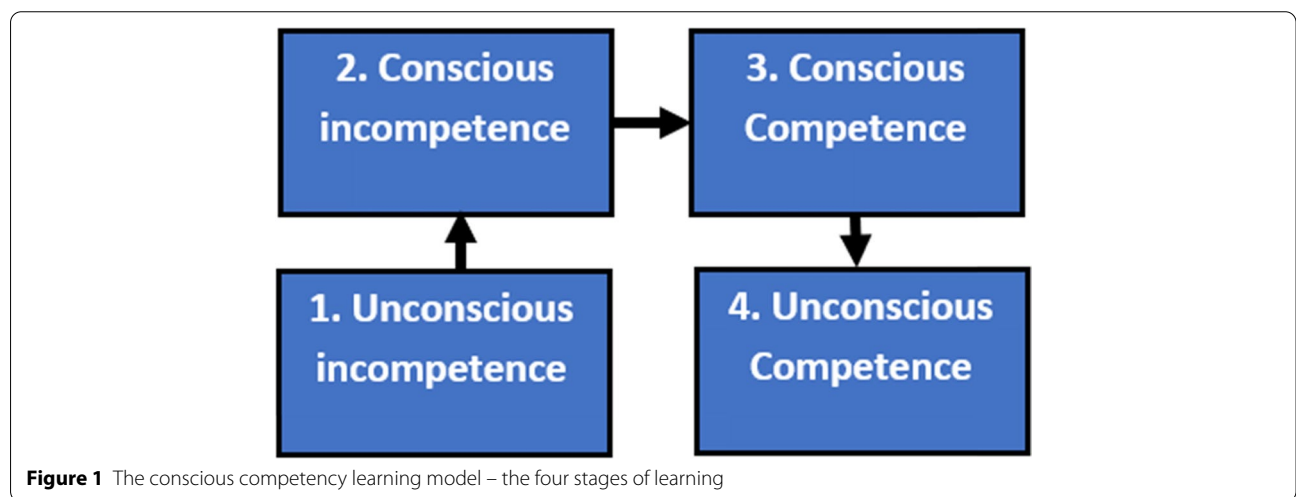 2. Conscious
incompetence
3. Conscious
Competence
1. Unconscious
incompetence
4. Unconscious
Competence
Figure 1 The conscious competency learning model – the four stages of learning